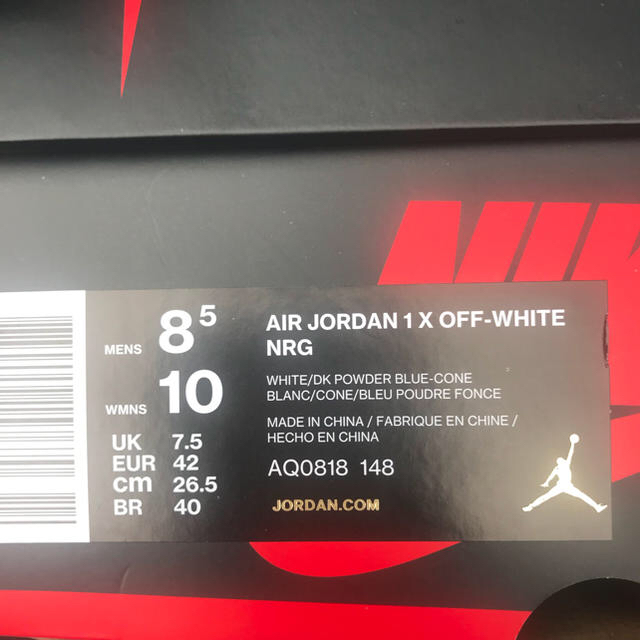 NIK
MENS 8 5
WMNS 10
UK 7.5
EUR 42
cm 26.5
BR 40
AIR JORDAN 1 X OFF-WHITE
NRG
WHITE/DK POWDER BLUE-CONE
BLANC/CONE/BLEU POUDRE FONCE
MADE IN CHINA / FABRIQUE EN CHINE /
HECHO EN CHINA
AQ0818 148
JORDAN.COM